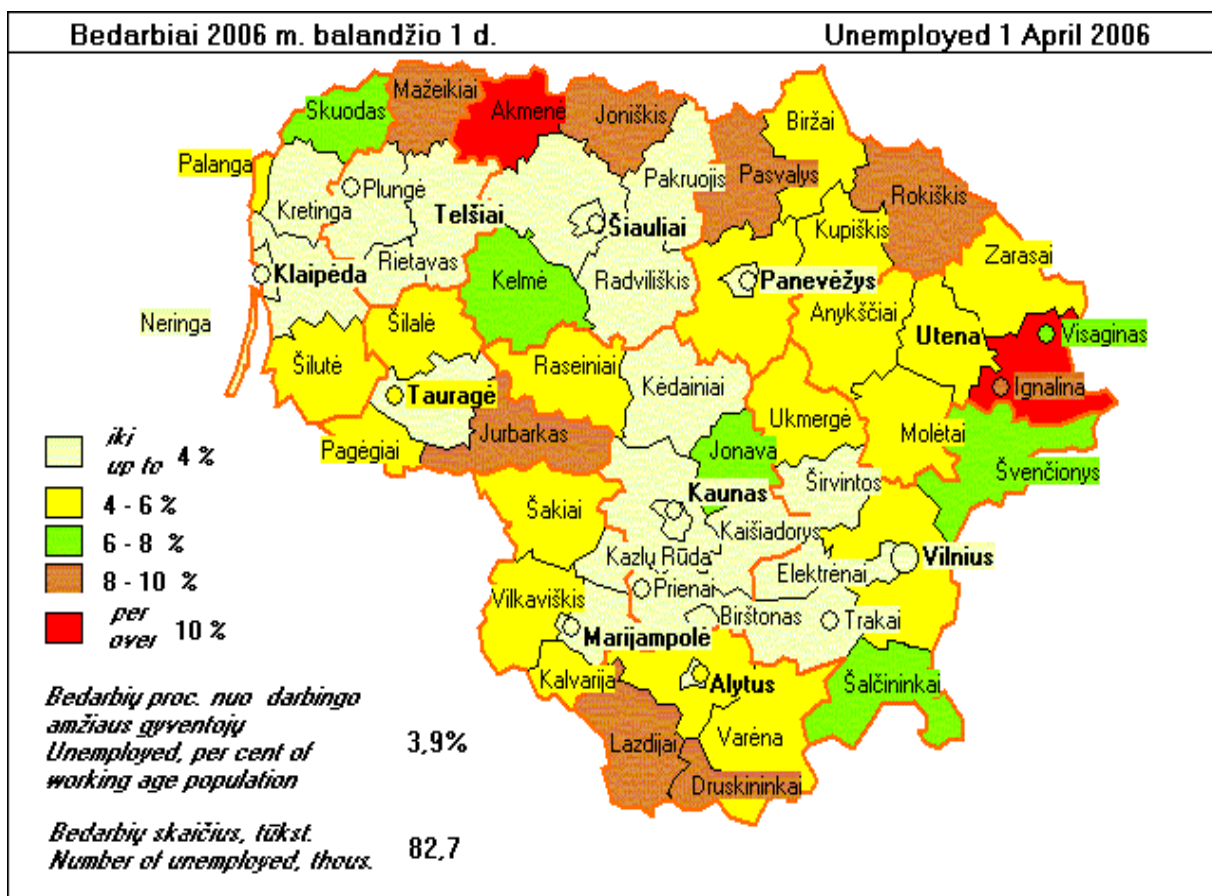 Bedarbiai 2006 m. balandžio 1 d.
Unemployed 1 April 2006
Skuodas
Mažeikiai
Akmenė
Joniškis
Biržai
Palanga
Plungė
Kretinga
Telšiai
Šiauliai
Pakruojis
Pasvalys
Rokiškis
Kupiškis
Zarasai
Klaipėda
Rietavas
Kelmė
Radviliškis
Panevėžys
Anykščiai
Utena
Visaginas
Neringa
Šilalė
Šilutė
Raseiniai
Tauragė
Kėdainiai
Ukmergė
Ignalina
Molėtai
Pagėgiai
Jurbarkas
Jonava
Širvintos
Švenčionys
Šakiai
Kaunas
Kaišiadorys
Kazlų Rūda
Elektrėnai
Vilnius
Prienai
Vilkaviškis
Birštonas
Trakai
Marijampolė
Kalvarija
Alytus
Šalčininkai
Lazdijai
Varėna
Druskininkai
iki
up to 4 %
4 - 6 %
6 - 8 %
8 - 10 %
per
over 10 %
Bedarbių proc. nuo darbingo
amžiaus gyventojų
Unemployed, per cent of
working age population
3,9%
Bedarbių skaičius, tūkst.
Number of unemployed, thous.
82,7